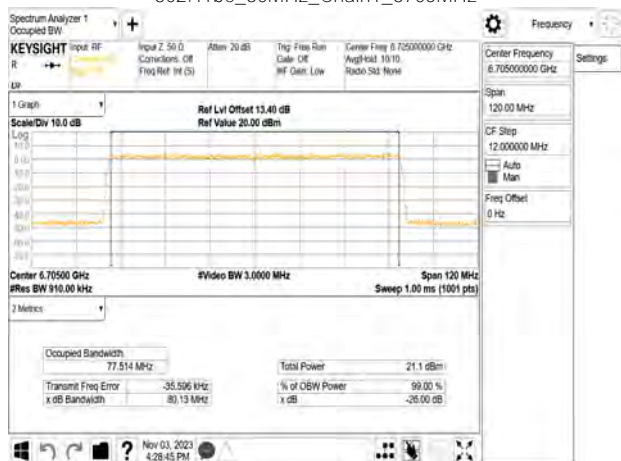 Spectrum Analyzer 1
Occupied BW
Frequency
KEYSIGHT Input: RF
R
Input Z: 50 Ω
Corrections: Off
Freq Ref: Int (S)
Atten: 20 dB
Trig: Free Run
Gate: Off
#IF Gain: Low
Center Freq: 6.705000000 GHz
Avg|Hold: 10/10
Radio Std: None
Center Frequency
6.705000000 GHz
Settings
Span
120.00 MHz
CF Step
12.000000 MHz
Auto
Man
Freq Offset
0 Hz
1 Graph
Scale/Div 10.0 dB
Ref Lvl Offset 13.40 dB
Ref Value 20.00 dBm
Log
Center 6.70500 GHz
#Res BW 910.00 kHz
#Video BW 3.0000 MHz
Span 120 MHz
Sweep 1.00 ms (1001 pts)
2 Metrics
Occupied Bandwidth
77.514 MHz
Total Power 21.1 dBm
Transmit Freq Error -35.596 kHz
% of OBW Power 99.00 %
x dB Bandwidth 80.13 MHz
x dB -26.00 dB
Nov 03, 2023
4:28:45 PM